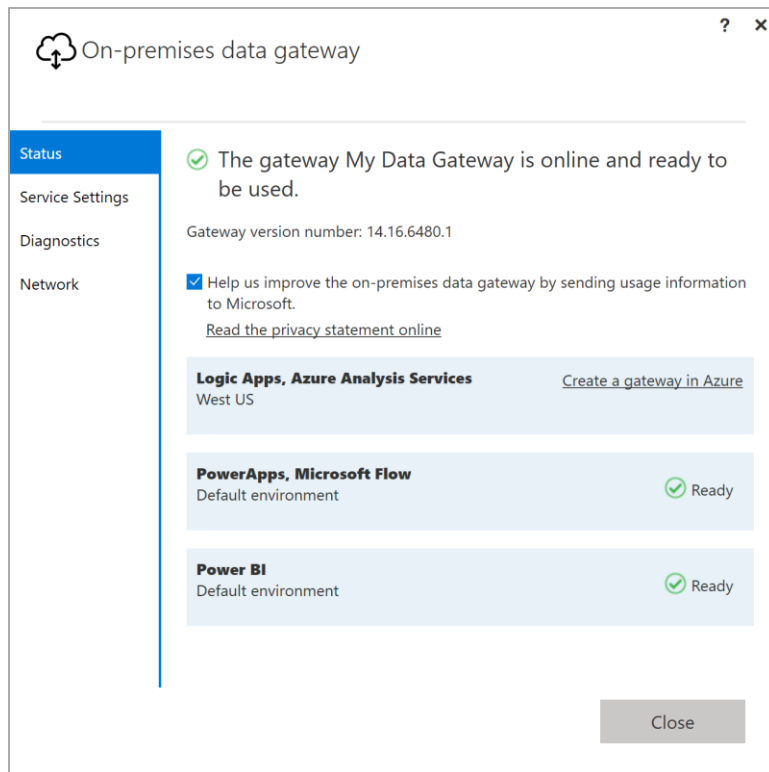 ? ×
On-premises data gateway
Status
Service Settings
Diagnostics
Network
The gateway My Data Gateway is online and ready to
be used.
Gateway version number: 14.16.6480.1
Help us improve the on-premises data gateway by sending usage information
to Microsoft.
Read the privacy statement online
Logic Apps, Azure Analysis Services
Create a gateway in Azure
West US
PowerApps, Microsoft Flow
Default environment
Ready
Power BI
Default environment
Ready
Close